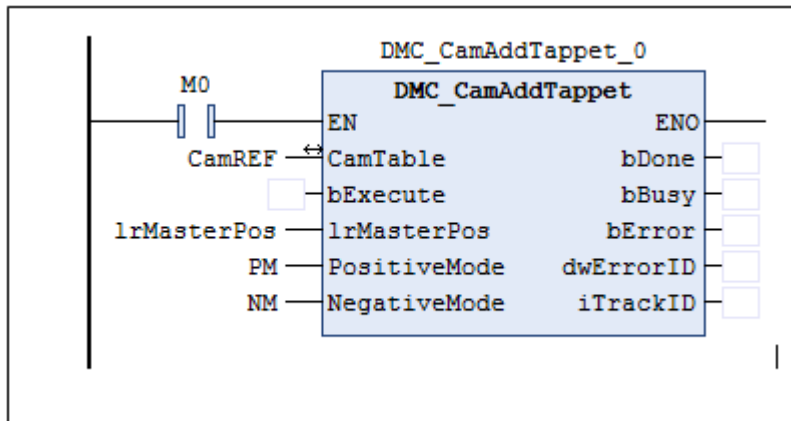 DMC_CamAddTappet_0
M0
DMC_CamAddTappet
EN ENO
CamREF CamTable bDone
bExecute bBusy
lrMasterPos lrMasterPos bError
PM PositiveMode dwErrorID
NM NegativeMode iTrackID